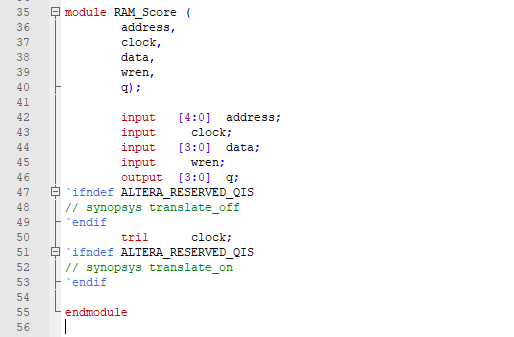 35 module RAM_Score (
36 address,
37 clock,
38 data,
39 wren,
40 q);
41
42 input [4:0] address;
43 input clock;
44 input [3:0] data;
45 input wren;
46 output [3:0] q;
47 `ifndef ALTERA_RESERVED_QIS
48 // synopsys translate_off
49 `endif
50 tri1 clock;
51 `ifndef ALTERA_RESERVED_QIS
52 // synopsys translate_on
53 `endif
54
55 endmodule
56